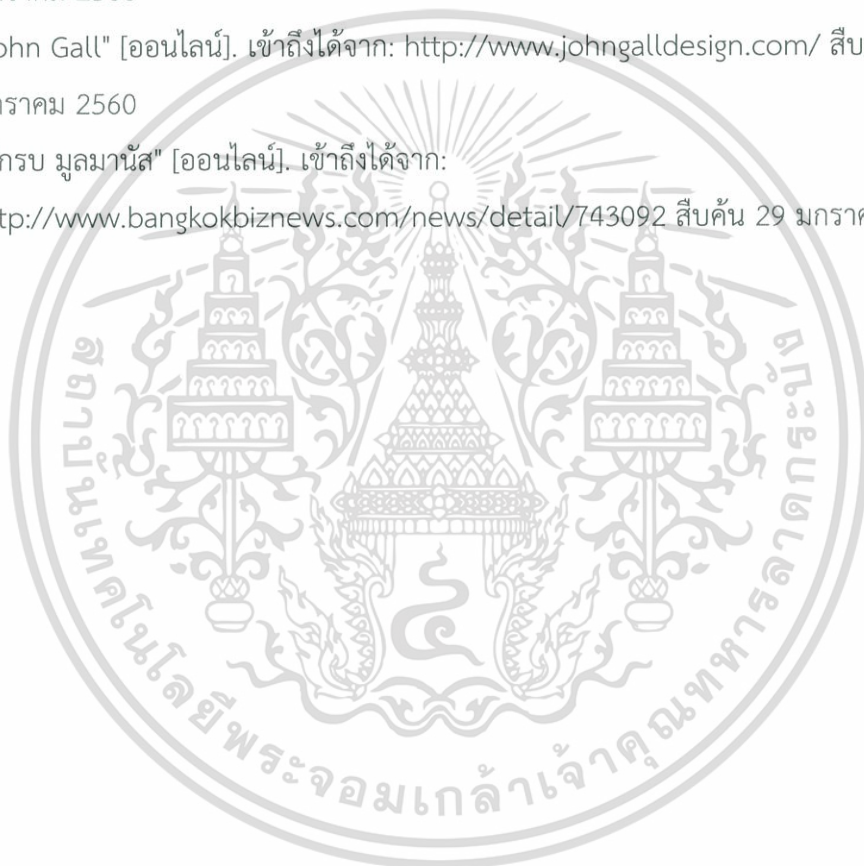 ohn Gall" [ออนไลน์]. เข้าถึงได้จาก: http://www.johngalldesign.com/ สืบ
กราคม 2560
กรบ มูลมานัส" [ออนไลน์]. เข้าถึงได้จาก:
tp://www.bangkokbiznews.com/news/detail/743092 สืบค้น 29 มกราค
สถาบันเทคโนโลยีพระจอมเกล้าเจ้าคุณทหารลาดกระบัง
๔